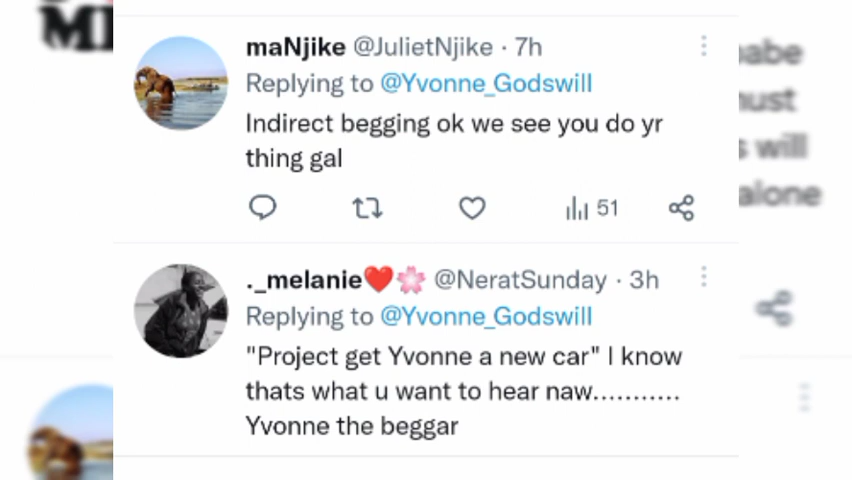 maNjike @JulietNjike · 7h
Replying to @Yvonne_Godswill
Indirect begging ok we see you do yr
thing gal
51
._melanie❤️🌸 @NeratSunday · 3h
Replying to @Yvonne_Godswill
"Project get Yvonne a new car" I know
thats what u want to hear naw...........
Yvonne the beggar
will
alone